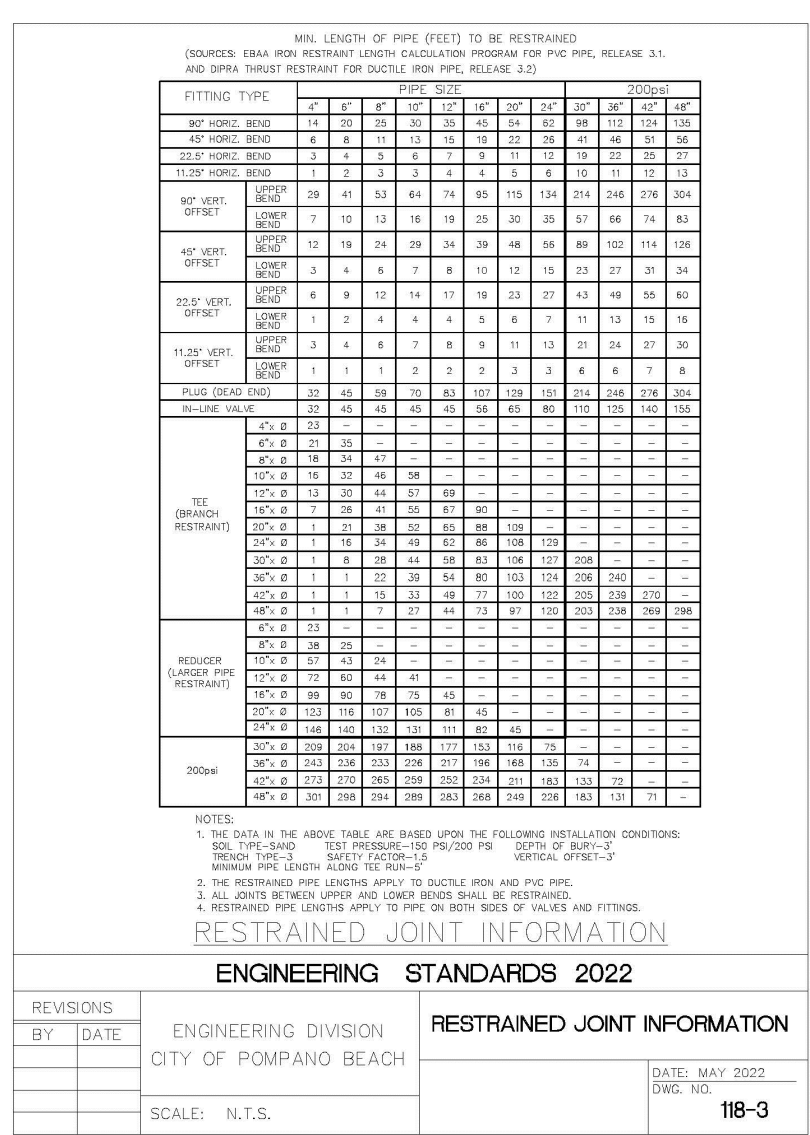 MIN. LENGTH OF PIPE (FEET) TO BE RESTRAINED
(SOURCES: EBAA IRON RESTRAINT LENGTH CALCULATION PROGRAM FOR PVC PIPE, RELEASE 3.1.
AND DIPRA THRUST RESTRAINT FOR DUCTILE IRON PIPE, RELEASE 3.2)
FITTING TYPE PIPE SIZE 200psi
4" 6" 8" 10" 12" 16" 20" 24" 30" 36" 42" 48"
90° HORIZ. BEND 14 20 25 30 35 45 54 62 98 112 124 135
45° HORIZ. BEND 6 8 11 13 15 19 22 26 41 46 51 56
22.5° HORIZ. BEND 3 4 5 6 7 9 11 12 19 22 25 27
11.25° HORIZ. BEND 1 2 3 3 4 4 5 6 10 11 12 13
90° VERT. OFFSET UPPER BEND 29 41 53 64 74 95 115 134 214 246 276 304
LOWER BEND 7 10 13 16 19 25 30 35 57 66 74 83
45° VERT. OFFSET UPPER BEND 12 19 24 29 34 39 48 56 89 102 114 126
LOWER BEND 3 4 6 7 8 10 12 15 23 27 31 34
22.5° VERT. OFFSET UPPER BEND 6 9 12 14 17 19 23 27 43 49 55 60
LOWER BEND 1 2 4 4 4 5 6 7 11 13 15 16
11.25° VERT. OFFSET UPPER BEND 3 4 6 7 8 9 11 13 21 24 27 30
LOWER BEND 1 1 1 2 2 2 3 3 6 6 7 8
PLUG (DEAD END) 32 45 59 70 83 107 129 151 214 246 276 304
IN-LINE VALVE 32 45 45 45 45 56 65 80 110 125 140 155
TEE (BRANCH RESTRAINT) 4"x Ø 23 - - - - - - - - - - -
6"x Ø 21 35 - - - - - - - - - -
8"x Ø 18 34 47 - - - - - - - - -
10"x Ø 16 32 46 58 - - - - - - - -
12"x Ø 13 30 44 57 69 - - - - - - -
16"x Ø 7 26 41 55 67 90 - - - - - -
20"x Ø 1 21 38 52 65 88 109 - - - - -
24"x Ø 1 16 34 49 62 86 108 129 - - - -
30"x Ø 1 8 28 44 58 83 106 127 208 - - -
36"x Ø 1 1 22 39 54 80 103 124 206 240 - -
42"x Ø 1 1 15 33 49 77 100 122 205 239 270 -
48"x Ø 1 1 7 27 44 73 97 120 203 238 269 298
REDUCER (LARGER PIPE RESTRAINT) 6"x Ø 23 - - - - - - - - - - -
8"x Ø 38 25 - - - - - - - - - -
10"x Ø 57 43 24 - - - - - - - - -
12"x Ø 72 60 44 41 - - - - - - - -
16"x Ø 99 90 78 75 45 - - - - - - -
20"x Ø 123 116 107 105 81 45 - - - - - -
24"x Ø 146 140 132 131 111 82 45 - - - - -
200psi 30"x Ø 209 204 197 188 177 153 116 75 - - - -
36"x Ø 243 236 233 226 217 196 168 135 74 - - -
42"x Ø 273 270 265 259 252 234 211 183 133 72 - -
48"x Ø 301 298 294 289 283 268 249 226 183 131 71 -
NOTES:
1. THE DATA IN THE ABOVE TABLE ARE BASED UPON THE FOLLOWING INSTALLATION CONDITIONS:
SOIL TYPE-SAND TEST PRESSURE-150 PSI/200 PSI DEPTH OF BURY-3'
TRENCH TYPE-3 SAFETY FACTOR-1.5 VERTICAL OFFSET-3'
MINIMUM PIPE LENGTH ALONG TEE RUN-5'
2. THE RESTRAINED PIPE LENGTHS APPLY TO DUCTILE IRON AND PVC PIPE.
3. ALL JOINTS BETWEEN UPPER AND LOWER BENDS SHALL BE RESTRAINED.
4. RESTRAINED PIPE LENGTHS APPLY TO PIPE ON BOTH SIDES OF VALVES AND FITTINGS.
RESTRAINED JOINT INFORMATION
ENGINEERING STANDARDS 2022
REVISIONS
BY DATE
ENGINEERING DIVISION
CITY OF POMPANO BEACH
SCALE: N.T.S.
RESTRAINED JOINT INFORMATION
DATE: MAY 2022
DWG. NO.
118-3